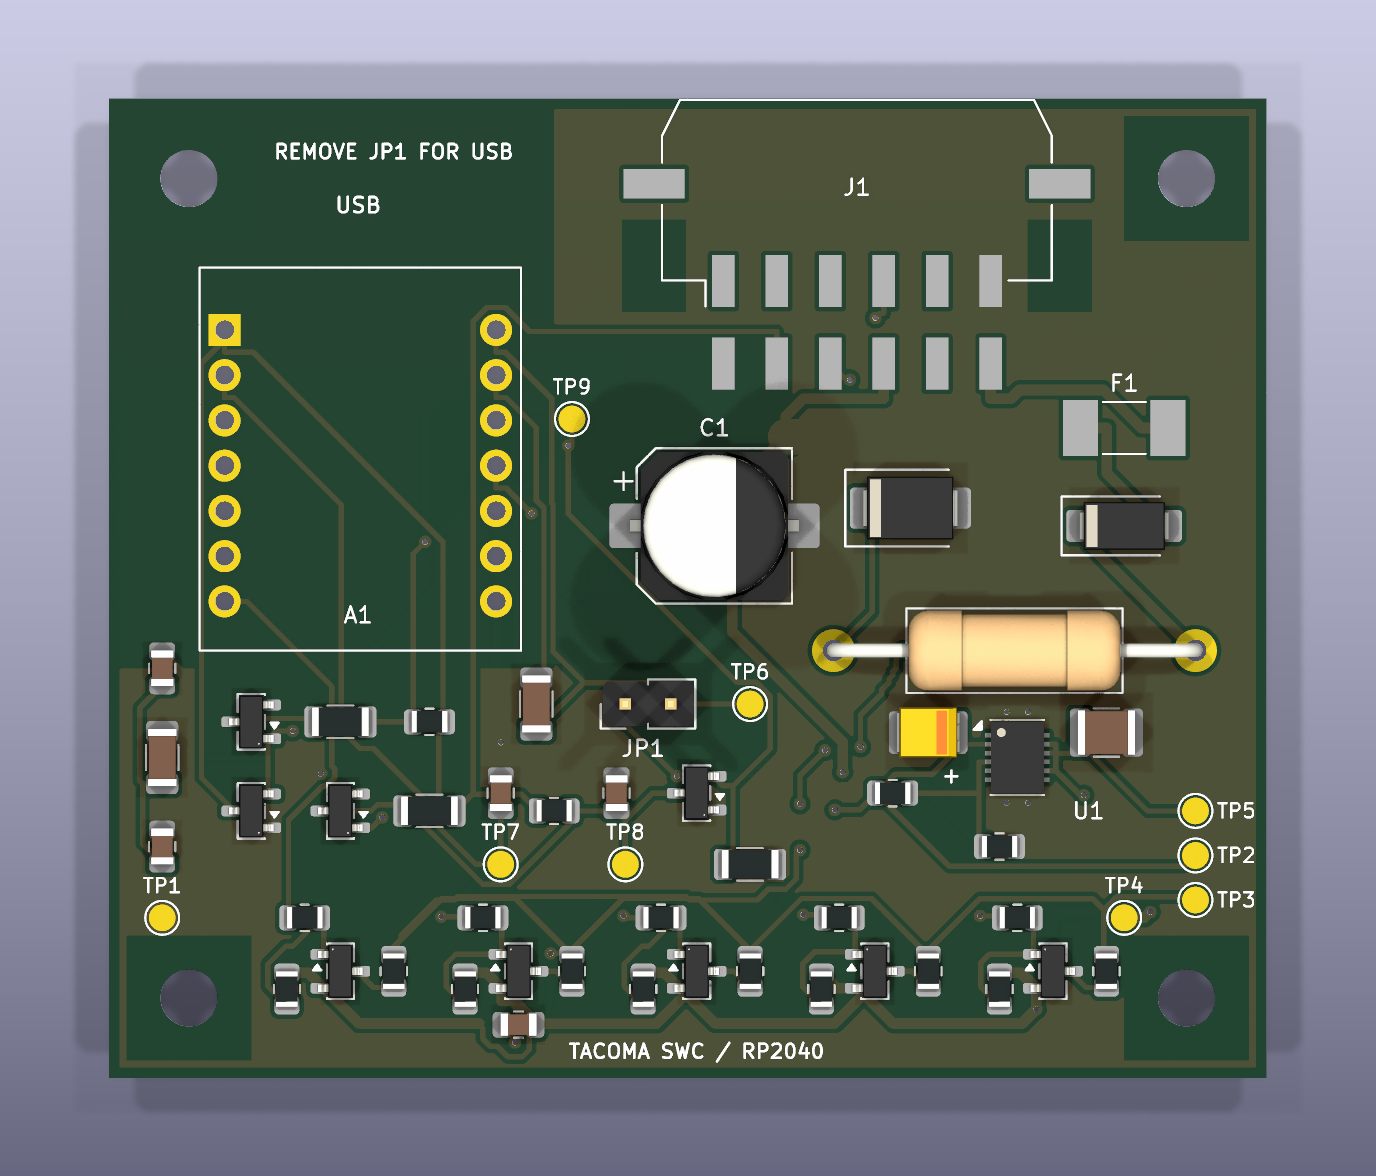 REMOVE JP1 FOR USB
USB
J1
F1
TP9
C1
+
A1
TP6
JP1
+
U1
TP5
TP7
TP8
TP2
TP1
TP4
TP3
TACOMA SWC / RP2040